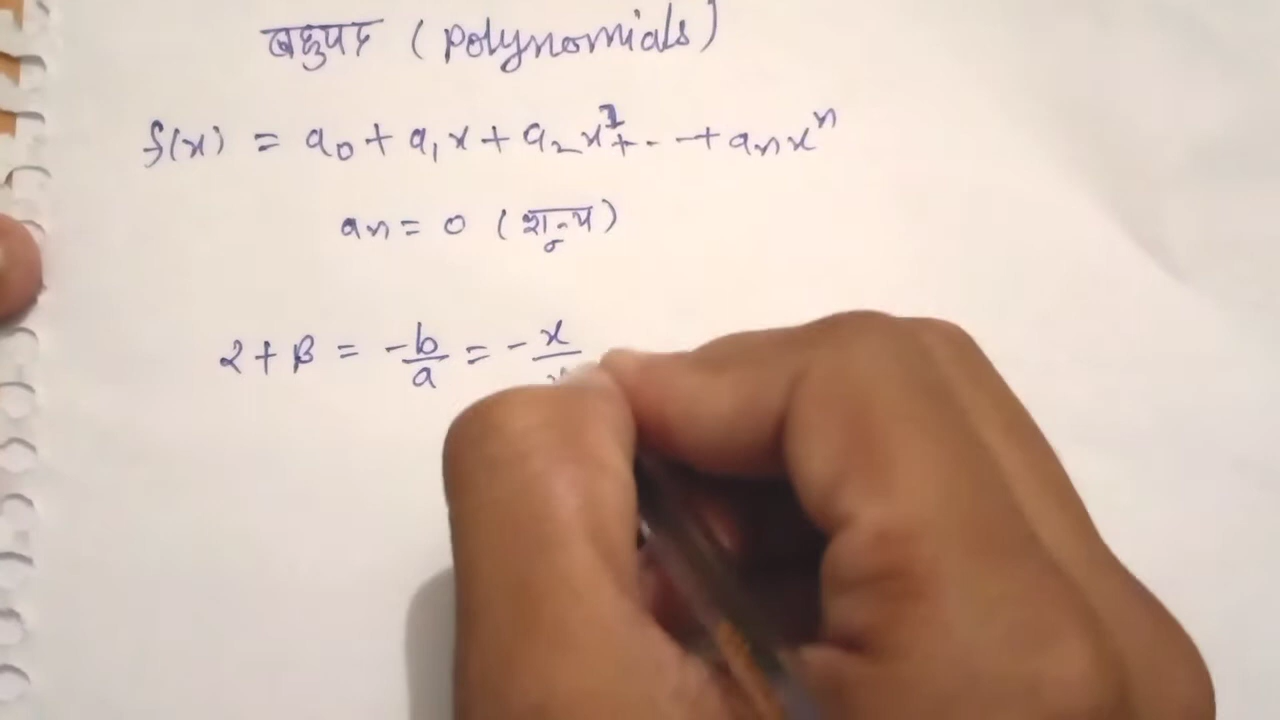 बहुपद (Polynomials)
f(x) = a₀ + a₁x + a₂x² + - - + aₙxⁿ
aₙ = 0 (शून्य)
α + β = -b/a = -x/